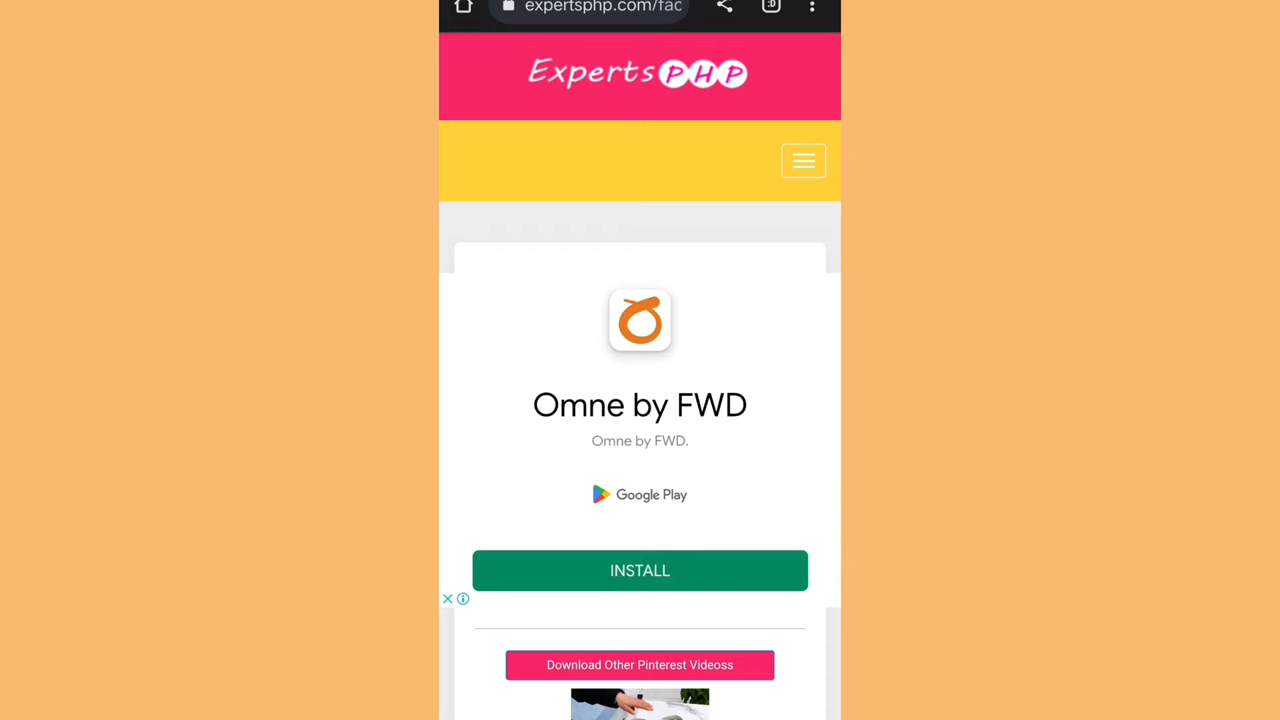 expertsphp.com/fac
:D
Experts PHP
Omne by FWD
Omne by FWD.
Google Play
INSTALL
Download Other Pinterest Videoss